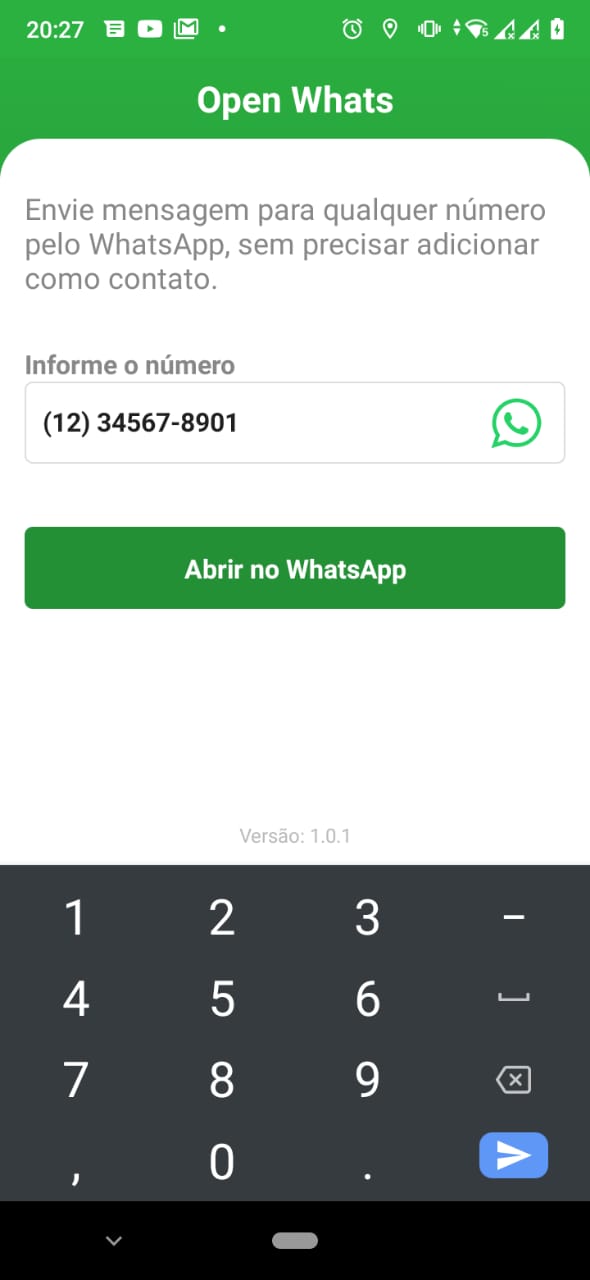 20:27
Open Whats
Envie mensagem para qualquer número
pelo WhatsApp, sem precisar adicionar
como contato.
Informe o número
(12) 34567-8901
Abrir no WhatsApp
Versão: 1.0.1
1 2 3 –
4 5 6
7 8 9
, 0 .